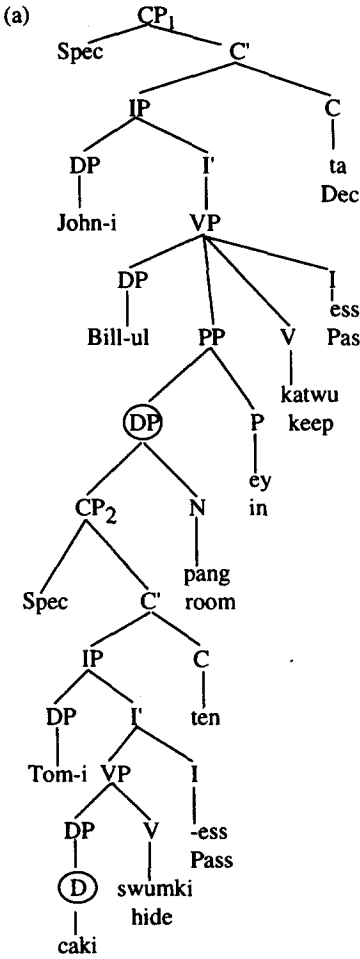 (a)
CP1
Spec C'
IP C
DP I' ta
Dec
John-i VP
DP I
ess
Bill-ul PP V Pas
katwu
DP P keep
ey
CP2 N in
pang
Spec C' room
IP C
DP I' ten
Tom-i VP I
DP V -ess
Pass
D swumki
hide
caki